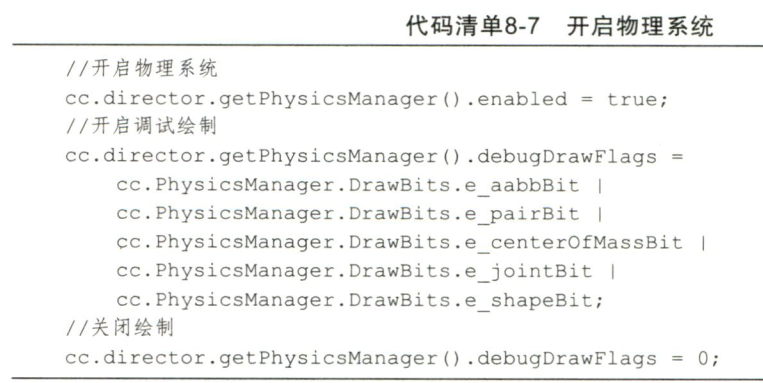 代码清单8-7 开启物理系统
//开启物理系统
cc.director.getPhysicsManager().enabled = true;
//开启调试绘制
cc.director.getPhysicsManager().debugDrawFlags =
    cc.PhysicsManager.DrawBits.e_aabbBit |
    cc.PhysicsManager.DrawBits.e_pairBit |
    cc.PhysicsManager.DrawBits.e_centerOfMassBit |
    cc.PhysicsManager.DrawBits.e_jointBit |
    cc.PhysicsManager.DrawBits.e_shapeBit;
//关闭绘制
cc.director.getPhysicsManager().debugDrawFlags = 0;